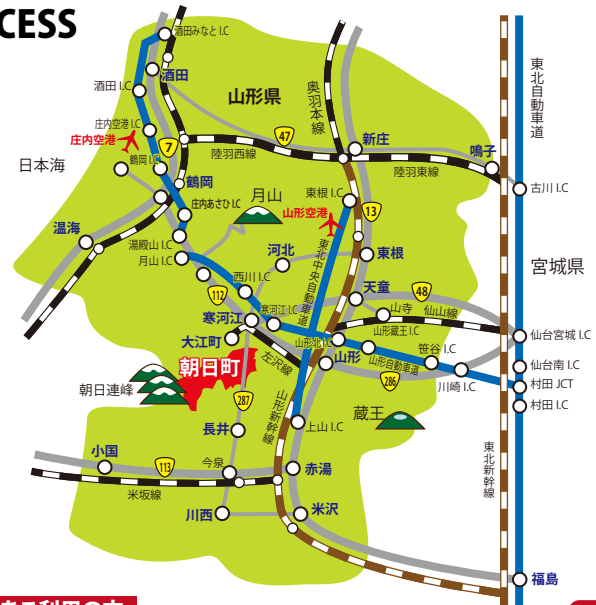 CESS
酒田みなと I.C
酒田
酒田 I.C
山形県
奥羽本線
東北自動車道
庄内空港 I.C
庄内空港
7
47
新庄
鳴子
陸羽西線
陸羽東線
日本海
鶴岡 I.C
鶴岡
古川 I.C
庄内あさひ I.C
月山
東根 I.C
山形空港
13
温海
湯殿山 I.C
月山 I.C
河北
東北中央自動車道
東根
宮城県
西川 I.C
天童
48
112
寒河江
寒河江 I.C
山寺
仙山線
山形蔵王 I.C
仙台宮城 I.C
大江町
山形北 I.C
笹谷 I.C
朝日町
左沢線
山形
山形自動車道
仙台南 I.C
286
川崎 I.C
村田 JCT
朝日連峰
287
山形新幹線
蔵王
村田 I.C
長井
上山 I.C
小国
東北新幹線
113
今泉
赤湯
米坂線
川西
米沢
福島